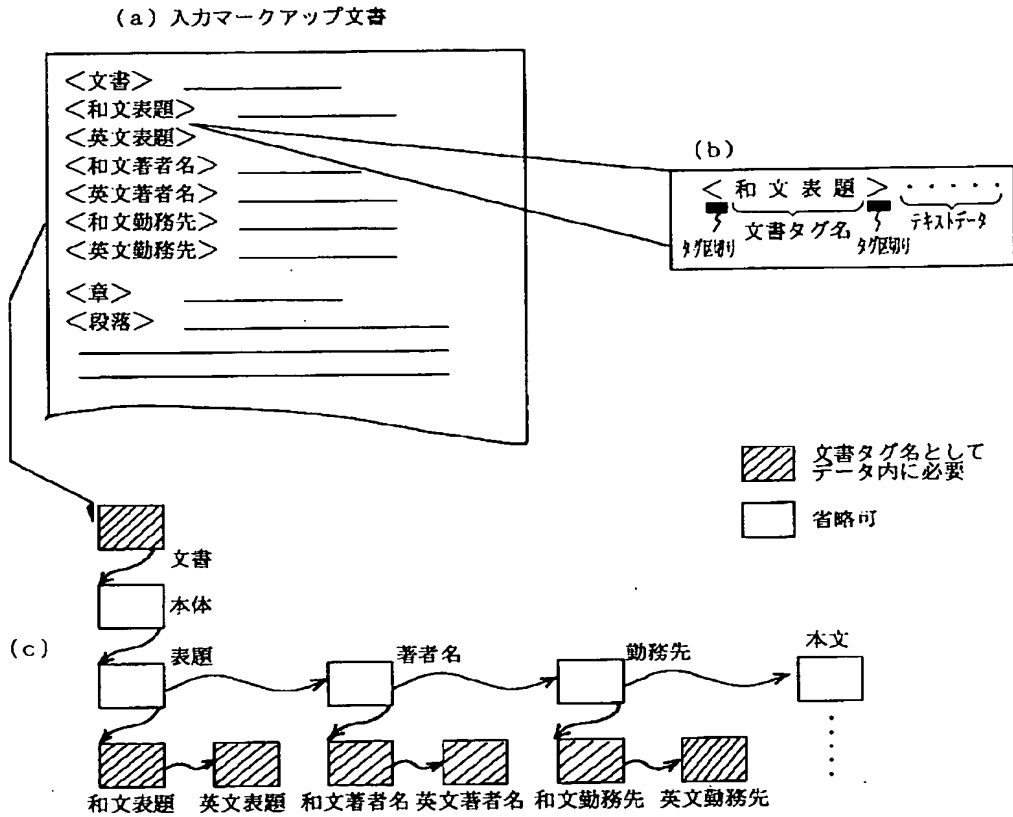 (a)入力マークアップ文書
<文書>
<和文表題>
<英文表題>
<和文著者名>
<英文著者名>
<和文勤務先>
<英文勤務先>
<章>
<段落>
(b)
<和文表題>・・・・・
タグ区切り 文書タグ名 タグ区切り テキストデータ
文書タグ名として
データ内に必要
省略可
文書
本体
(c)
表題 著者名 勤務先 本文
和文表題 英文表題 和文著者名 英文著者名 和文勤務先 英文勤務先